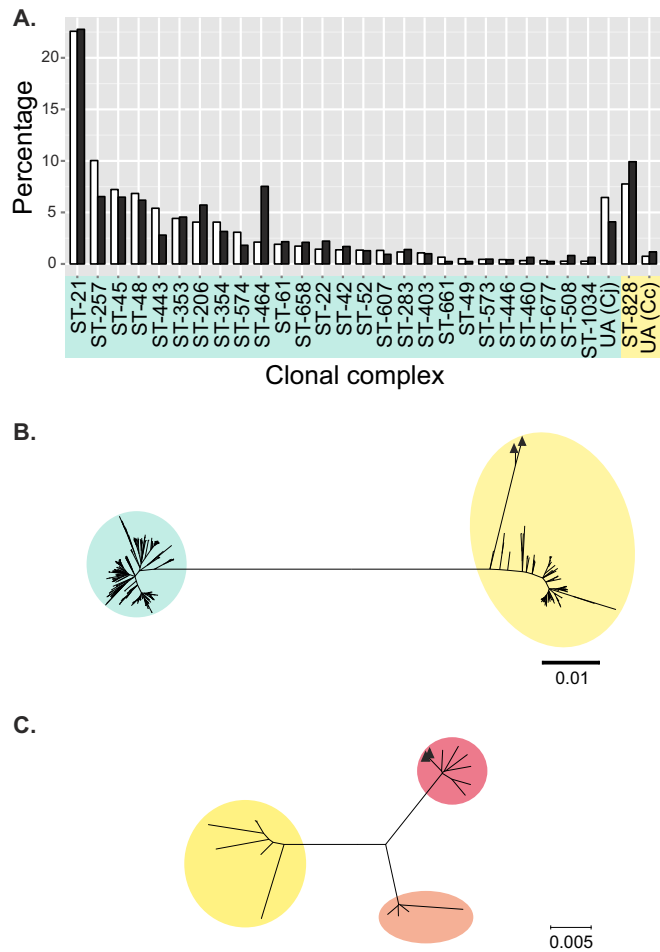 A.
Percentage
20
15
10
5
0
ST-21
ST-257
ST-45
ST-48
ST-443
ST-353
ST-206
ST-354
ST-574
ST-464
ST-61
ST-658
ST-22
ST-42
ST-52
ST-607
ST-283
ST-403
ST-661
ST-49
ST-573
ST-446
ST-460
ST-677
ST-508
ST-1034
UA (Cj)
ST-828
UA (Cc)
Clonal complex
B.
0.01
C.
0.005